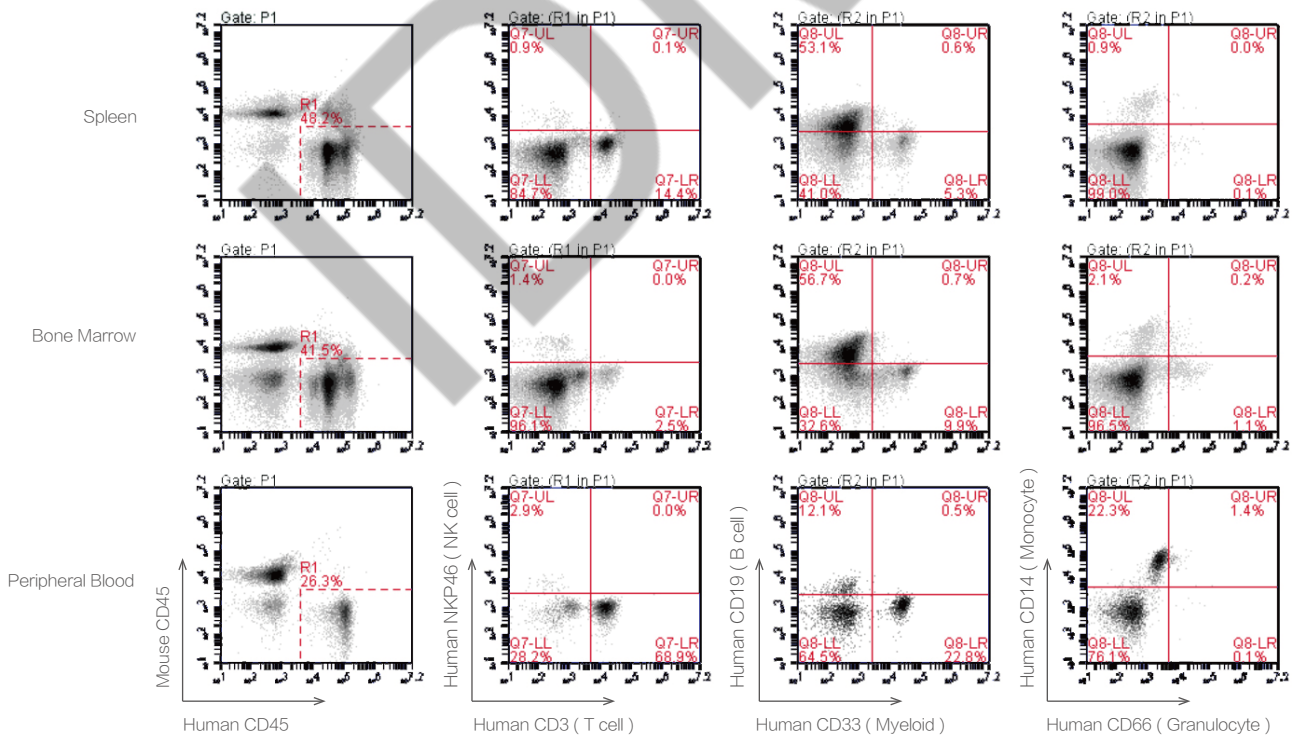 Gate: P1
Gate: (R1 in P1)
Gate: (R2 in P1)
Gate: (R2 in P1)
Spleen
R1
48.2%
Q7-UL
0.9%
Q7-UR
0.1%
Q7-LL
84.7%
Q7-LR
14.4%
Q8-UL
53.1%
Q8-UR
0.6%
Q8-LL
41.0%
Q8-LR
5.3%
Q8-UL
0.9%
Q8-UR
0.0%
Q8-LL
99.0%
Q8-LR
0.1%
Gate: P1
Gate: (R1 in P1)
Gate: (R2 in P1)
Gate: (R2 in P1)
Bone Marrow
R1
41.5%
Q7-UL
1.4%
Q7-UR
0.0%
Q7-LL
96.1%
Q7-LR
2.5%
Q8-UL
56.7%
Q8-UR
0.7%
Q8-LL
32.6%
Q8-LR
9.9%
Q8-UL
2.1%
Q8-UR
0.2%
Q8-LL
96.5%
Q8-LR
1.1%
Gate: P1
Gate: (R1 in P1)
Gate: (R2 in P1)
Gate: (R2 in P1)
Peripheral Blood
R1
26.3%
Q7-UL
2.9%
Q7-UR
0.0%
Q7-LL
28.2%
Q7-LR
68.9%
Q8-UL
12.1%
Q8-UR
0.5%
Q8-LL
64.5%
Q8-LR
22.8%
Q8-UL
22.3%
Q8-UR
1.4%
Q8-LL
76.1%
Q8-LR
0.1%
Mouse CD45
Human CD45
Human NKP46 ( NK cell )
Human CD3 ( T cell )
Human CD19 ( B cell )
Human CD33 ( Myeloid )
Human CD14 ( Monocyte )
Human CD66 ( Granulocyte )